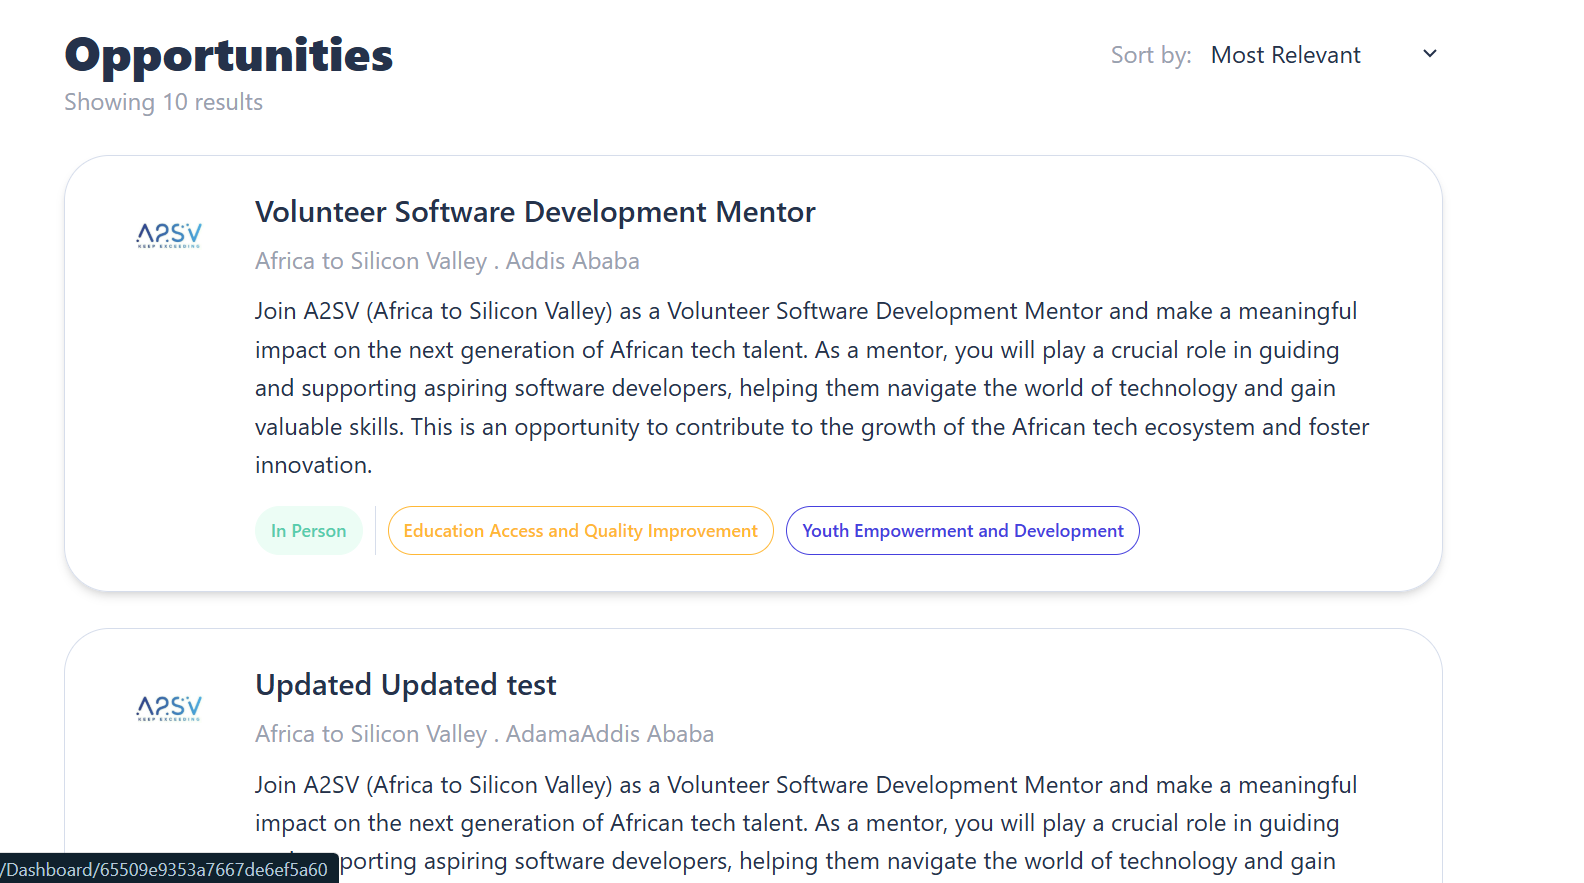 Opportunities
Sort by: Most Relevant
Showing 10 results
A2SV
KEEP EXCEEDING
Volunteer Software Development Mentor
Africa to Silicon Valley . Addis Ababa
Join A2SV (Africa to Silicon Valley) as a Volunteer Software Development Mentor and make a meaningful
impact on the next generation of African tech talent. As a mentor, you will play a crucial role in guiding
and supporting aspiring software developers, helping them navigate the world of technology and gain
valuable skills. This is an opportunity to contribute to the growth of the African tech ecosystem and foster
innovation.
In Person Education Access and Quality Improvement Youth Empowerment and Development
A2SV
KEEP EXCEEDING
Updated Updated test
Africa to Silicon Valley . AdamaAddis Ababa
Join A2SV (Africa to Silicon Valley) as a Volunteer Software Development Mentor and make a meaningful
impact on the next generation of African tech talent. As a mentor, you will play a crucial role in guiding
porting aspiring software developers, helping them navigate the world of technology and gain
/Dashboard/65509e9353a7667de6ef5a60